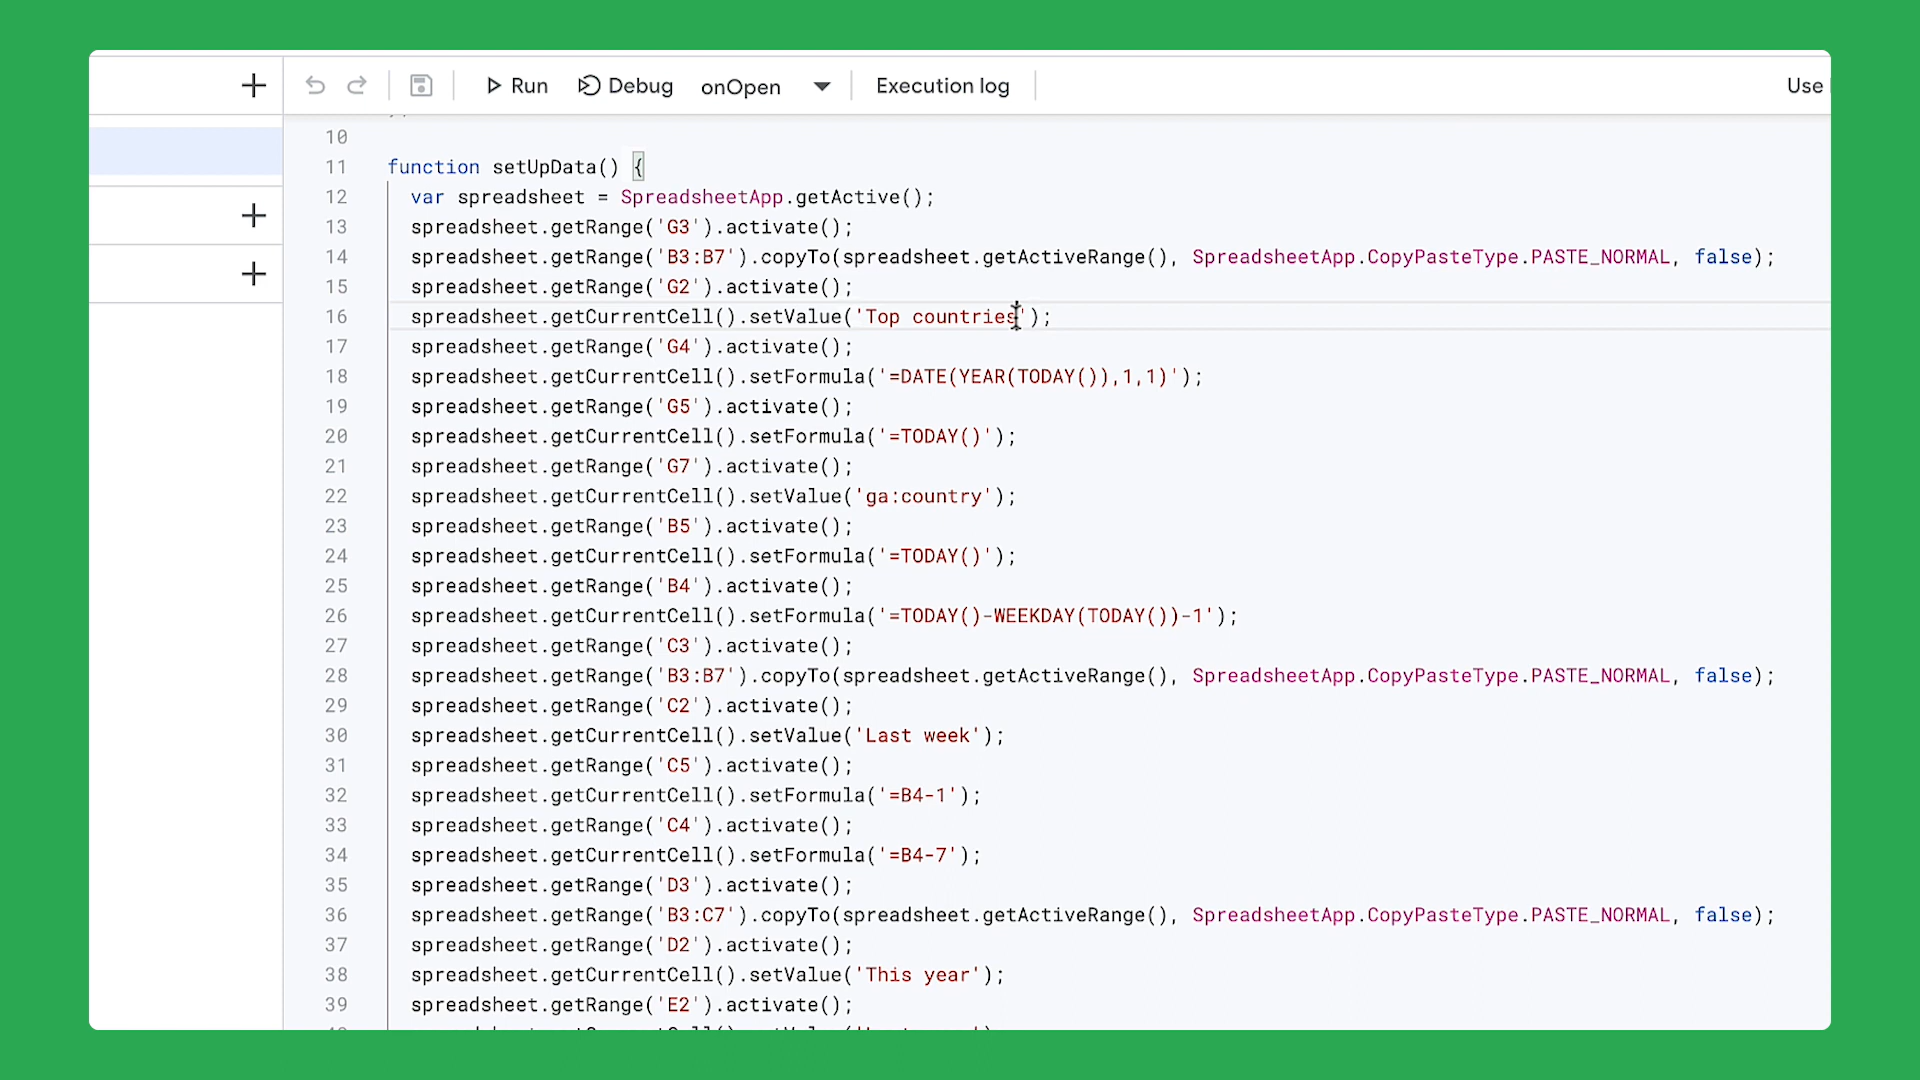 Run Debug onOpen Execution log Use
10
11 function setUpData() {
12 var spreadsheet = SpreadsheetApp.getActive();
13 spreadsheet.getRange('G3').activate();
14 spreadsheet.getRange('B3:B7').copyTo(spreadsheet.getActiveRange(), SpreadsheetApp.CopyPasteType.PASTE_NORMAL, false);
15 spreadsheet.getRange('G2').activate();
16 spreadsheet.getCurrentCell().setValue('Top countries');
17 spreadsheet.getRange('G4').activate();
18 spreadsheet.getCurrentCell().setFormula('=DATE(YEAR(TODAY()),1,1)');
19 spreadsheet.getRange('G5').activate();
20 spreadsheet.getCurrentCell().setFormula('=TODAY()');
21 spreadsheet.getRange('G7').activate();
22 spreadsheet.getCurrentCell().setValue('ga:country');
23 spreadsheet.getRange('B5').activate();
24 spreadsheet.getCurrentCell().setFormula('=TODAY()');
25 spreadsheet.getRange('B4').activate();
26 spreadsheet.getCurrentCell().setFormula('=TODAY()-WEEKDAY(TODAY())-1');
27 spreadsheet.getRange('C3').activate();
28 spreadsheet.getRange('B3:B7').copyTo(spreadsheet.getActiveRange(), SpreadsheetApp.CopyPasteType.PASTE_NORMAL, false);
29 spreadsheet.getRange('C2').activate();
30 spreadsheet.getCurrentCell().setValue('Last week');
31 spreadsheet.getRange('C5').activate();
32 spreadsheet.getCurrentCell().setFormula('=B4-1');
33 spreadsheet.getRange('C4').activate();
34 spreadsheet.getCurrentCell().setFormula('=B4-7');
35 spreadsheet.getRange('D3').activate();
36 spreadsheet.getRange('B3:C7').copyTo(spreadsheet.getActiveRange(), SpreadsheetApp.CopyPasteType.PASTE_NORMAL, false);
37 spreadsheet.getRange('D2').activate();
38 spreadsheet.getCurrentCell().setValue('This year');
39 spreadsheet.getRange('E2').activate();